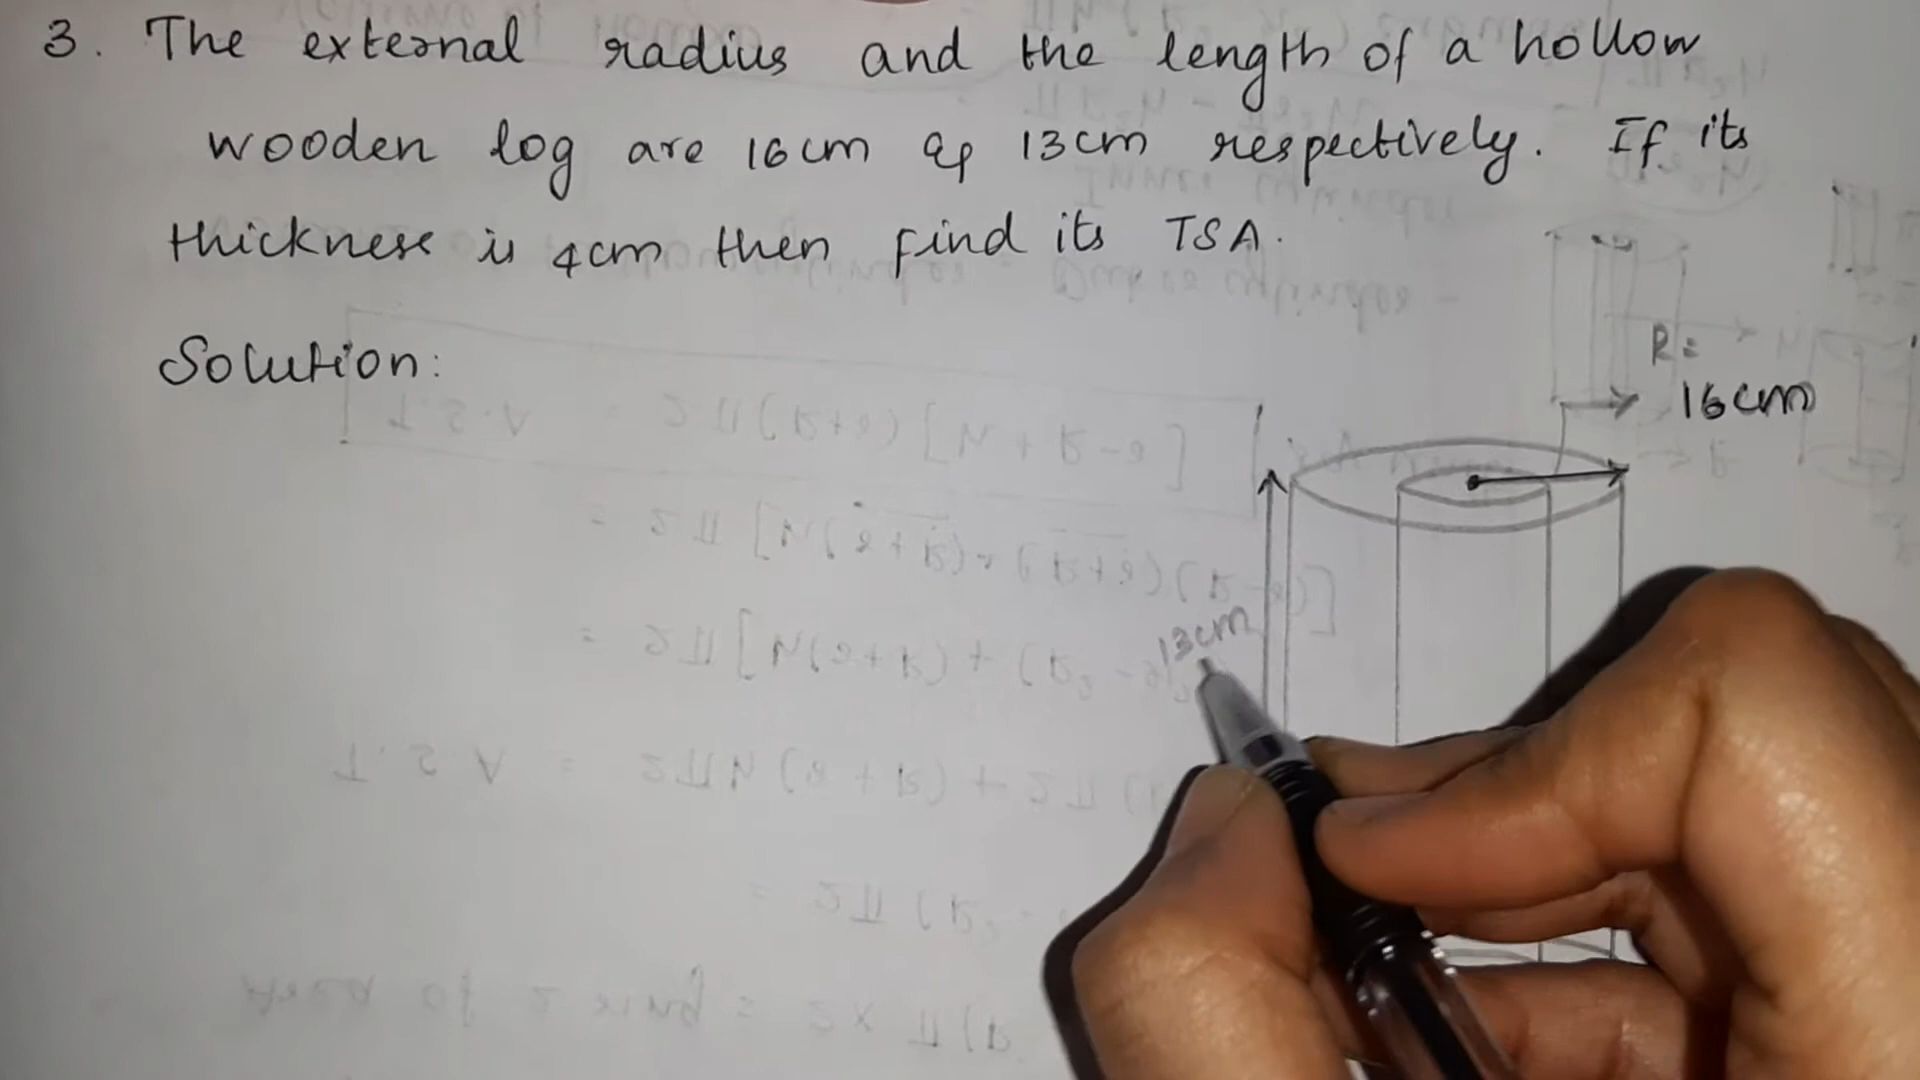 3. The external radius and the length of a hollow
wooden log are 16cm & 13cm respectively. If its
thickness is 4cm then find its TSA.
Solution:
R=
16cm
13cm